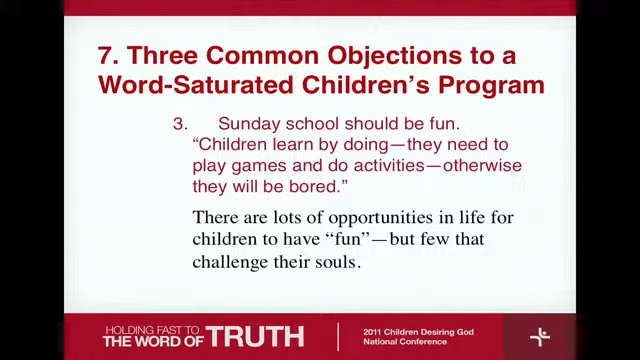 7. Three Common Objections to a
Word-Saturated Children's Program
3. Sunday school should be fun.
"Children learn by doing—they need to
play games and do activities—otherwise
they will be bored."
There are lots of opportunities in life for
children to have "fun"—but few that
challenge their souls.
HOLDING FAST TO
THE WORD OF TRUTH
2011 Children Desiring God
National Conference